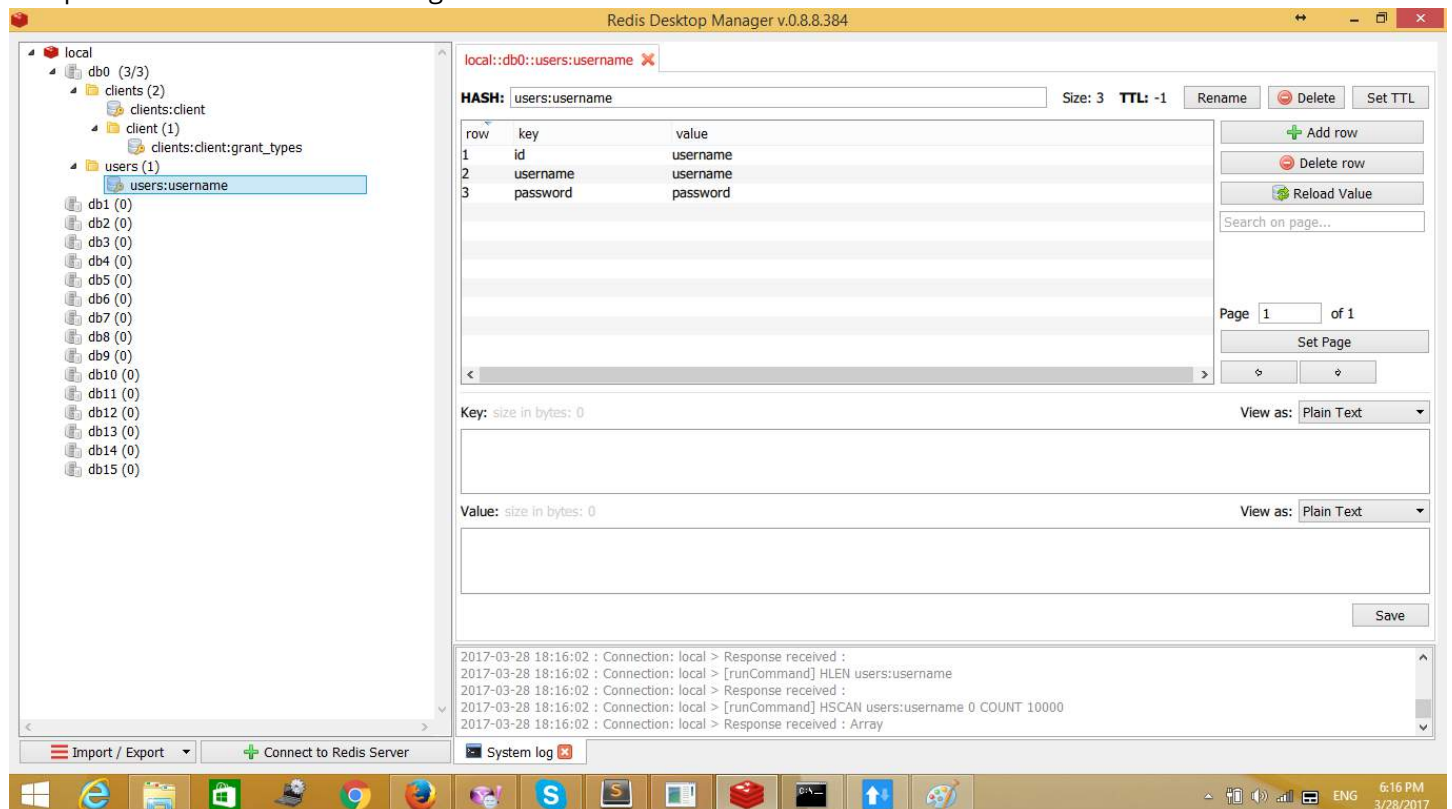 Redis Desktop Manager v.0.8.8.384
local
db0 (3/3)
clients (2)
clients:client
client (1)
clients:client:grant_types
users (1)
users:username
db1 (0)
db2 (0)
db3 (0)
db4 (0)
db5 (0)
db6 (0)
db7 (0)
db8 (0)
db9 (0)
db10 (0)
db11 (0)
db12 (0)
db13 (0)
db14 (0)
db15 (0)
Import / Export
Connect to Redis Server
local::db0::users:username
HASH: users:username Size: 3 TTL: -1 Rename Delete Set TTL
row key value
1 id username
2 username username
3 password password
Add row
Delete row
Reload Value
Search on page...
Page 1 of 1
Set Page
Key: size in bytes: 0 View as: Plain Text
Value: size in bytes: 0 View as: Plain Text
Save
2017-03-28 18:16:02 : Connection: local > Response received :
2017-03-28 18:16:02 : Connection: local > [runCommand] HLEN users:username
2017-03-28 18:16:02 : Connection: local > Response received :
2017-03-28 18:16:02 : Connection: local > [runCommand] HSCAN users:username 0 COUNT 10000
2017-03-28 18:16:02 : Connection: local > Response received : Array
System log
ENG
6:16 PM
3/28/2017